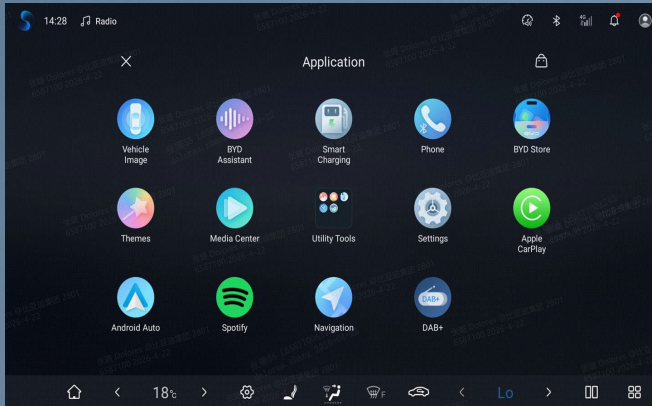 14:28 Radio 4G
Application
Vehicle
Image
BYD
Assistant
Smart
Charging
Phone
BYD Store
Themes
Media Center
Utility Tools
Settings
Apple
CarPlay
Android Auto
Spotify
Navigation
DAB+
DAB+
18°C
F
Lo